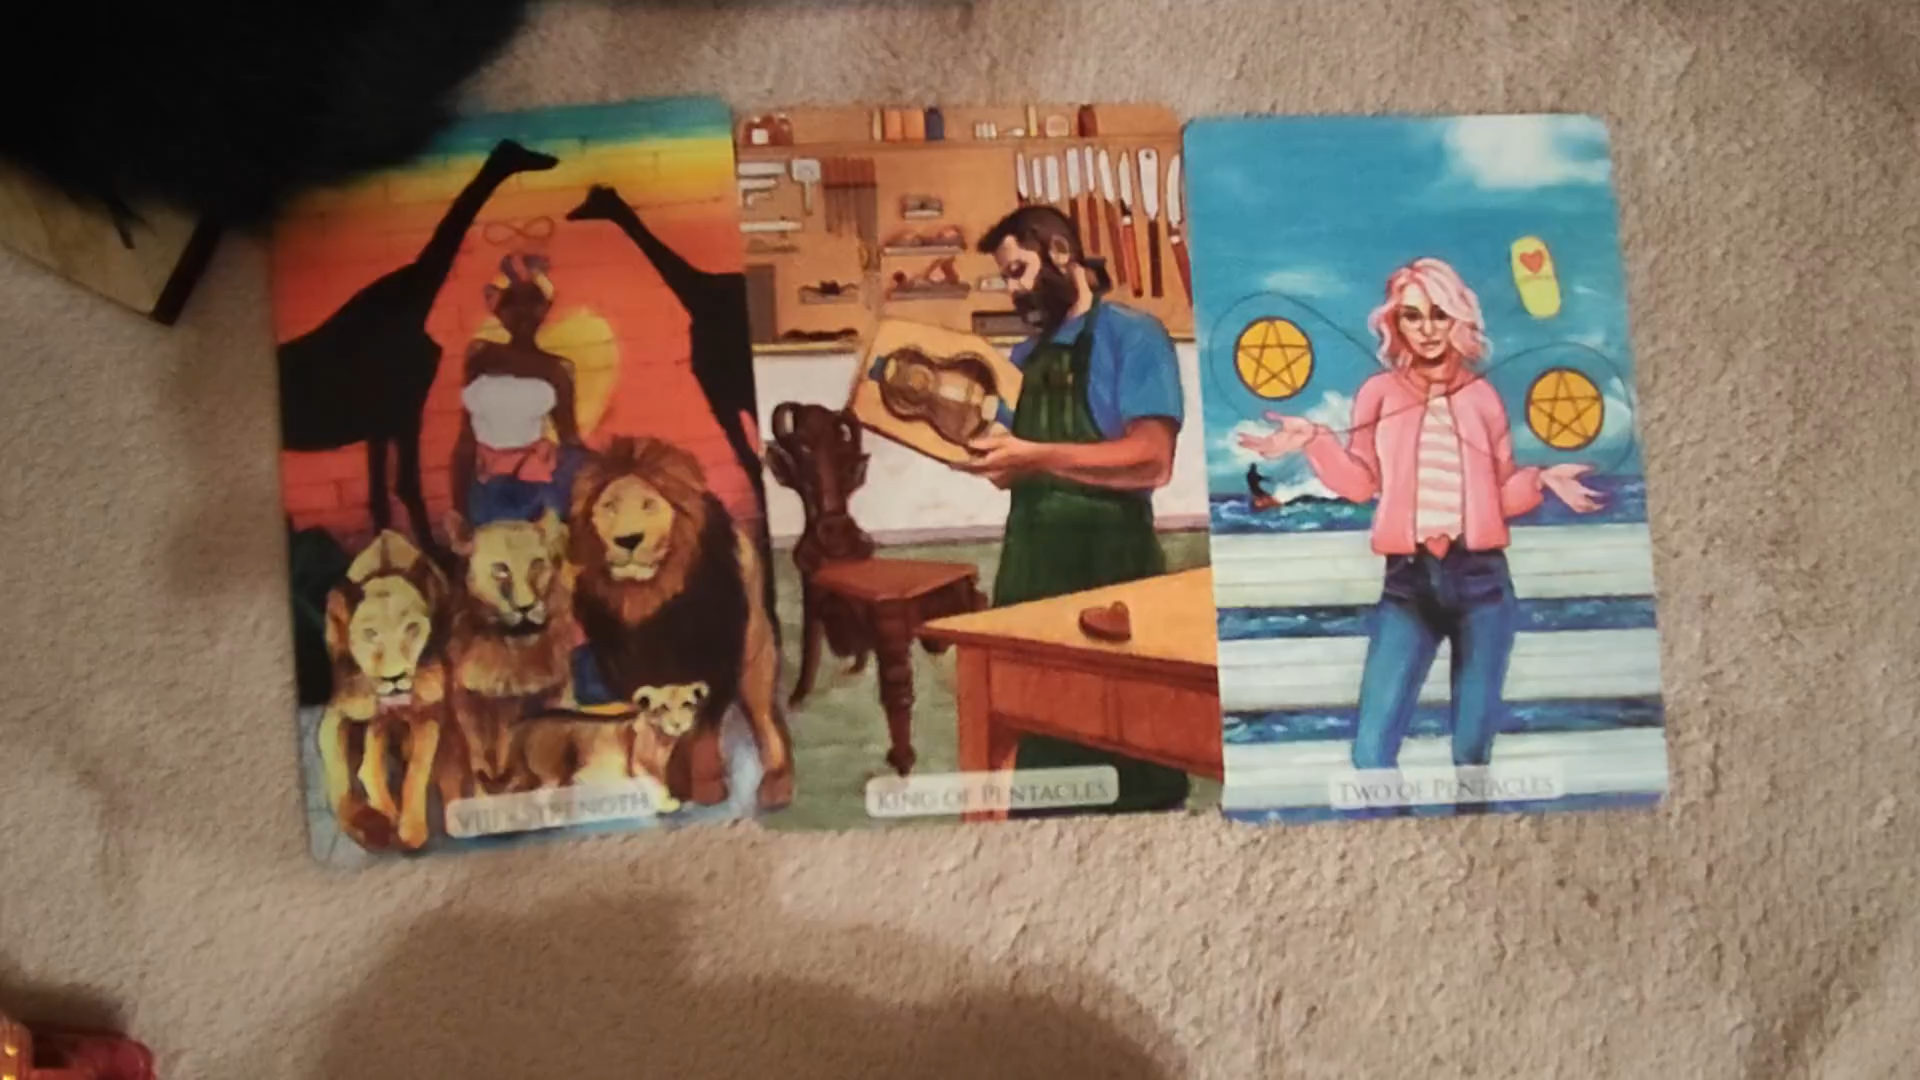 VIII • STRENGTH
KING OF PENTACLES
TWO OF PENTACLES